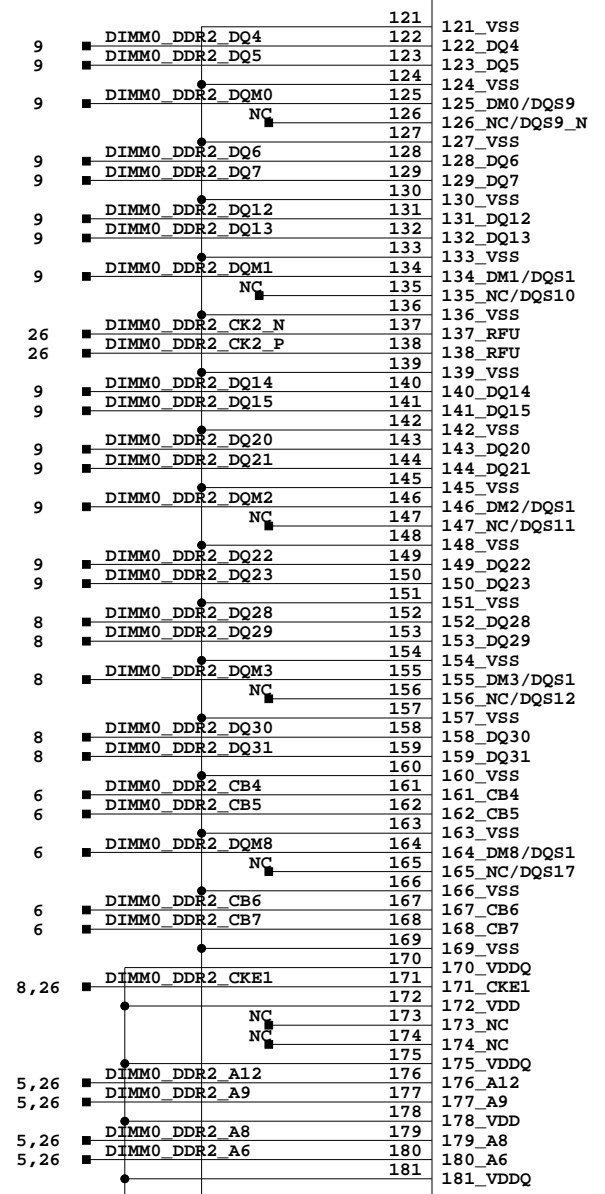 121 121_VSS
9 DIMM0_DDR2_DQ4 122 122_DQ4
9 DIMM0_DDR2_DQ5 123 123_DQ5
124 124_VSS
9 DIMM0_DDR2_DQM0 125 125_DM0/DQS9
NC 126 126_NC/DQS9_N
127 127_VSS
9 DIMM0_DDR2_DQ6 128 128_DQ6
9 DIMM0_DDR2_DQ7 129 129_DQ7
130 130_VSS
9 DIMM0_DDR2_DQ12 131 131_DQ12
9 DIMM0_DDR2_DQ13 132 132_DQ13
133 133_VSS
9 DIMM0_DDR2_DQM1 134 134_DM1/DQS1
NC 135 135_NC/DQS10
136 136_VSS
26 DIMM0_DDR2_CK2_N 137 137_RFU
26 DIMM0_DDR2_CK2_P 138 138_RFU
139 139_VSS
9 DIMM0_DDR2_DQ14 140 140_DQ14
9 DIMM0_DDR2_DQ15 141 141_DQ15
142 142_VSS
9 DIMM0_DDR2_DQ20 143 143_DQ20
9 DIMM0_DDR2_DQ21 144 144_DQ21
145 145_VSS
9 DIMM0_DDR2_DQM2 146 146_DM2/DQS1
NC 147 147_NC/DQS11
148 148_VSS
9 DIMM0_DDR2_DQ22 149 149_DQ22
9 DIMM0_DDR2_DQ23 150 150_DQ23
151 151_VSS
8 DIMM0_DDR2_DQ28 152 152_DQ28
8 DIMM0_DDR2_DQ29 153 153_DQ29
154 154_VSS
8 DIMM0_DDR2_DQM3 155 155_DM3/DQS1
NC 156 156_NC/DQS12
157 157_VSS
8 DIMM0_DDR2_DQ30 158 158_DQ30
8 DIMM0_DDR2_DQ31 159 159_DQ31
160 160_VSS
6 DIMM0_DDR2_CB4 161 161_CB4
6 DIMM0_DDR2_CB5 162 162_CB5
163 163_VSS
6 DIMM0_DDR2_DQM8 164 164_DM8/DQS1
NC 165 165_NC/DQS17
166 166_VSS
6 DIMM0_DDR2_CB6 167 167_CB6
6 DIMM0_DDR2_CB7 168 168_CB7
169 169_VSS
170 170_VDDQ
8,26 DIMM0_DDR2_CKE1 171 171_CKE1
172 172_VDD
NC 173 173_NC
NC 174 174_NC
175 175_VDDQ
5,26 DIMM0_DDR2_A12 176 176_A12
5,26 DIMM0_DDR2_A9 177 177_A9
178 178_VDD
5,26 DIMM0_DDR2_A8 179 179_A8
5,26 DIMM0_DDR2_A6 180 180_A6
181 181_VDDQ